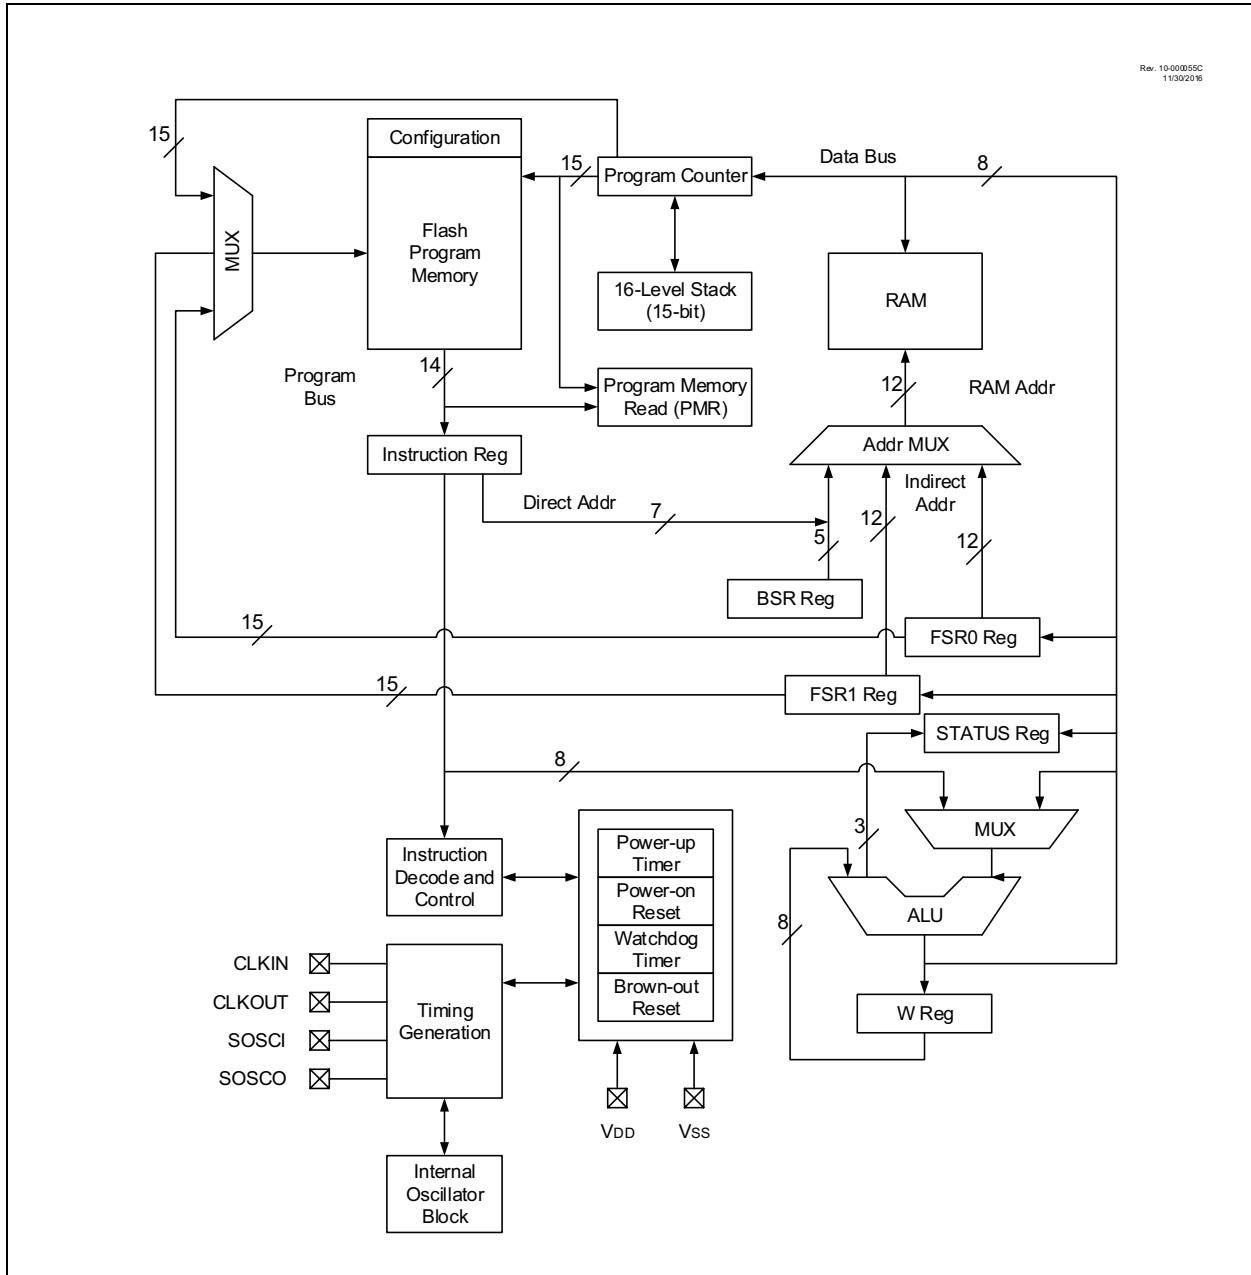 Rev. 10-000055C
11/30/2016
15
Configuration
15
Program Counter
Data Bus
8
MUX
Flash
Program
Memory
16-Level Stack
(15-bit)
RAM
Program
Bus
14
Program Memory
Read (PMR)
12
RAM Addr
Instruction Reg
Addr MUX
Direct Addr
7
Indirect
Addr
5
12
12
BSR Reg
15
FSR0 Reg
15
FSR1 Reg
STATUS Reg
8
3
MUX
Instruction
Decode and
Control
Power-up
Timer
Power-on
Reset
Watchdog
Timer
Brown-out
Reset
8
ALU
W Reg
CLKIN
CLKOUT
SOSCI
SOSCO
Timing
Generation
VDD
VSS
Internal
Oscillator
Block